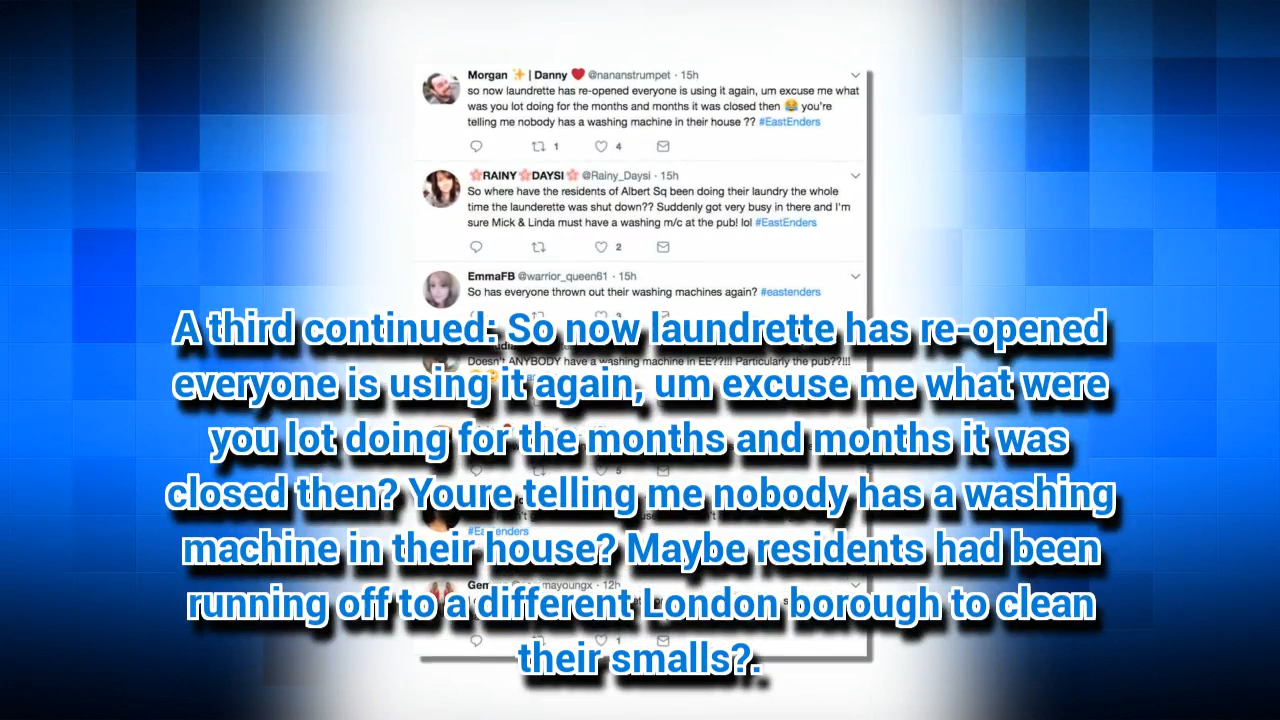 Morgan ✨ | Danny ❤️ @nananstrumpet · 15h
so now laundrette has re-opened everyone is using it again, um excuse me what
was you lot doing for the months and months it was closed then 😂 you're
telling me nobody has a washing machine in their house ?? #EastEnders
1 4
🌸RAINY🌸DAYSI🌸 @Rainy_Daysi · 15h
So where have the residents of Albert Sq been doing their laundry the whole
time the launderette was shut down?? Suddenly got very busy in there and I'm
sure Mick & Linda must have a washing m/c at the pub! lol #EastEnders
2
EmmaFB @warrior_queen61 · 15h
So has everyone thrown out their washing machines again? #eastenders
A third continued: So now laundrette has re-opened
Doesn't ANYBODY have a washing machine in EE??!!! Particularly the pub??!!!
everyone is using it again, um excuse me what were
you lot doing for the months and months it was
5
closed then? Youre telling me nobody has a washing
#EastEnders
machine in their house? Maybe residents had been
· 12h
running off to a different London borough to clean
1
their smalls?.